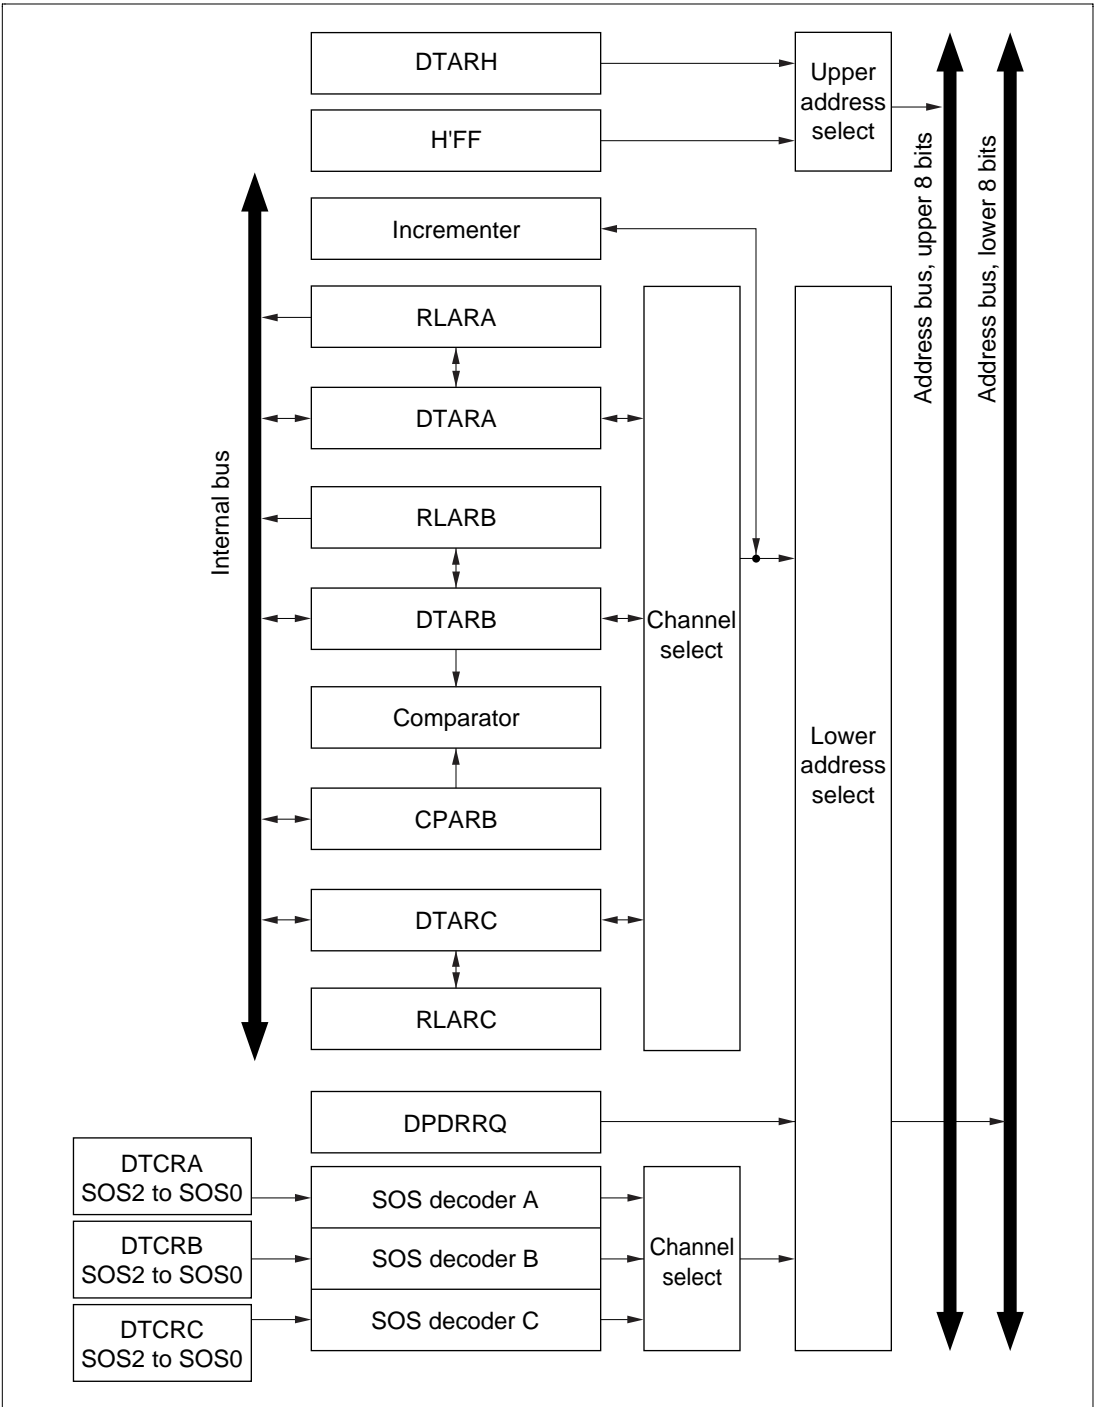 DTARH
Upper
address
select
H'FF
Incrementer
Address bus, upper 8 bits
Address bus, lower 8 bits
Internal bus
RLARA
DTARA
RLARB
DTARB
Channel
select
Comparator
Lower
address
select
CPARB
DTARC
RLARC
DPDRRQ
DTCRA
SOS2 to SOS0
SOS decoder A
DTCRB
SOS2 to SOS0
SOS decoder B
Channel
select
DTCRC
SOS2 to SOS0
SOS decoder C